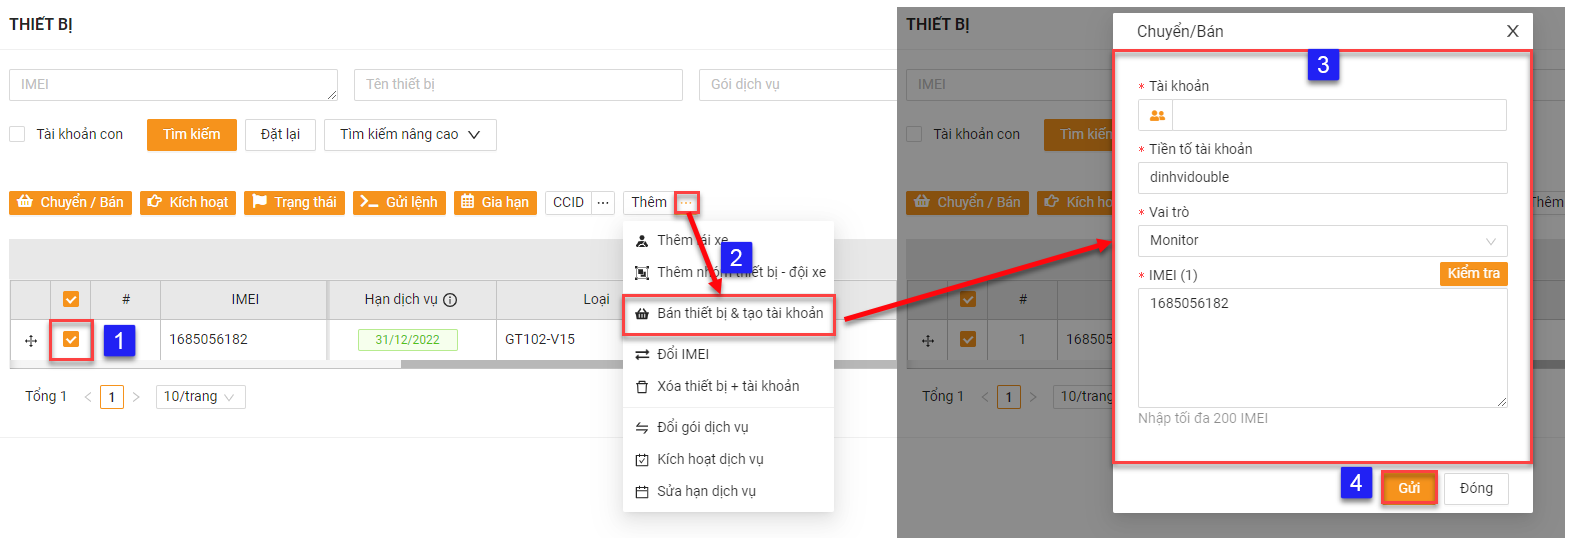 THIẾT BỊ
IMEI
Tên thiết bị
Gói dịch vụ
Tài khoản con
Tìm kiếm
Đặt lại
Tìm kiếm nâng cao
Chuyển / Bán
Kích hoạt
Trạng thái
Gửi lệnh
Gia hạn
CCID
Thêm
Thêm lái xe
2
Thêm nhóm thiết bị - đội xe
Bán thiết bị & tạo tài khoản
Đổi IMEI
Xóa thiết bị + tài khoản
Đổi gói dịch vụ
Kích hoạt dịch vụ
Sửa hạn dịch vụ
#
IMEI
Hạn dịch vụ
Loại
1
1685056182
31/12/2022
GT102-V15
Tổng 1
1
10/trang
THIẾT BỊ
IMEI
Tài khoản con
Tìm kiếm
Chuyển / Bán
Kích ho
Thêm
#
1
168505
Tổng 1
1
10/trang
Chuyển/Bán
3
* Tài khoản
* Tiền tố tài khoản
dinhvidouble
* Vai trò
Monitor
* IMEI (1)
Kiểm tra
1685056182
Nhập tối đa 200 IMEI
4
Gửi
Đóng